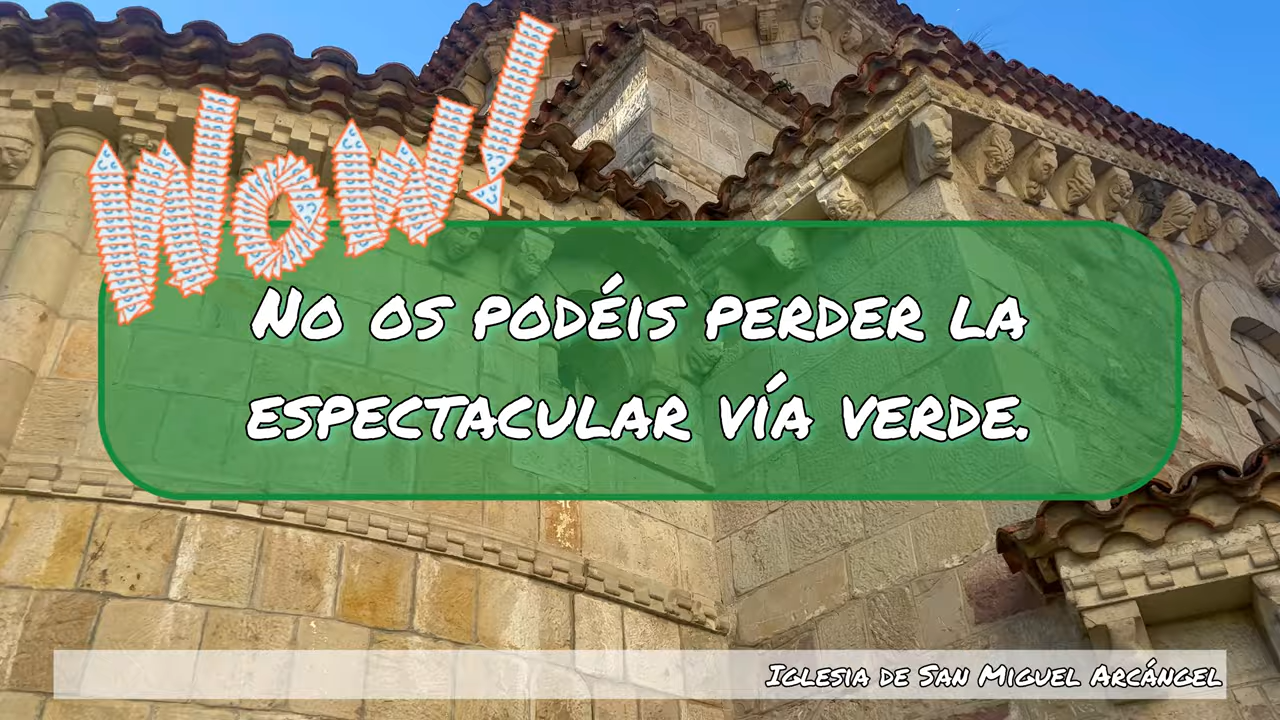 Wow!
No os podéis perder la
espectacular vía verde.
Iglesia de San Miguel Arcángel